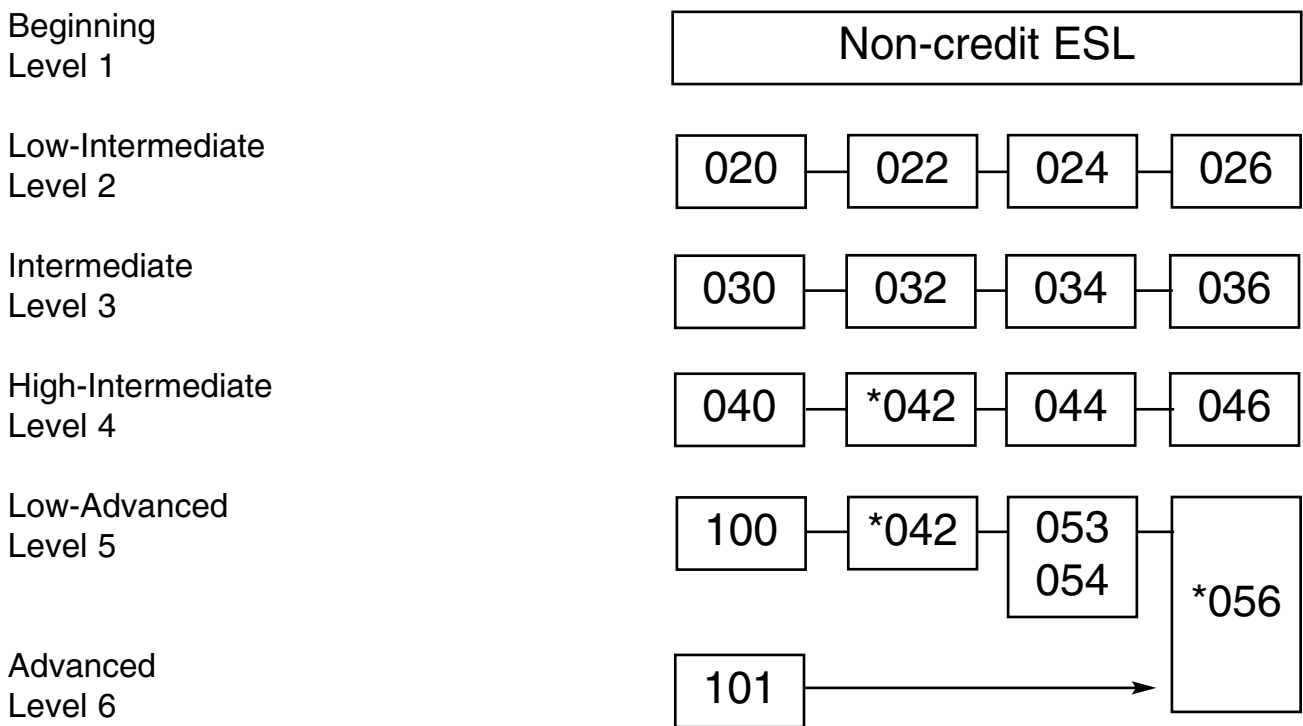 Beginning
Level 1
Non-credit ESL
Low-Intermediate
Level 2
020 022 024 026
Intermediate
Level 3
030 032 034 036
High-Intermediate
Level 4
040 *042 044 046
Low-Advanced
Level 5
100 *042 053
054
*056
Advanced
Level 6
101